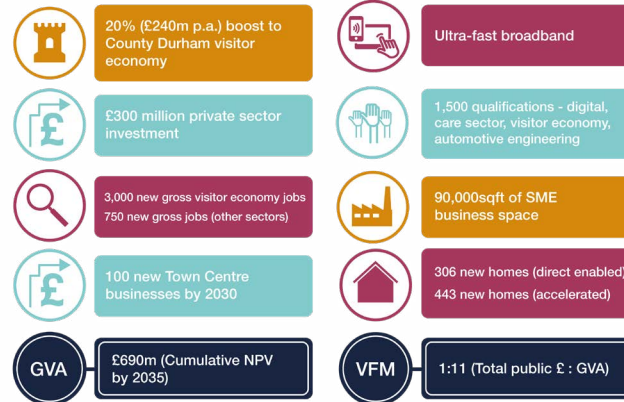 20% (£240m p.a.) boost to
County Durham visitor
economy
Ultra-fast broadband
£
£300 million private sector
investment
1,500 qualifications - digital,
care sector, visitor economy,
automotive engineering
3,000 new gross visitor economy jobs
750 new gross jobs (other sectors)
90,000sqft of SME
business space
£
100 new Town Centre
businesses by 2030
306 new homes (direct enabled)
443 new homes (accelerated)
GVA
£690m (Cumulative NPV
by 2035)
VFM
1:11 (Total public £ : GVA)